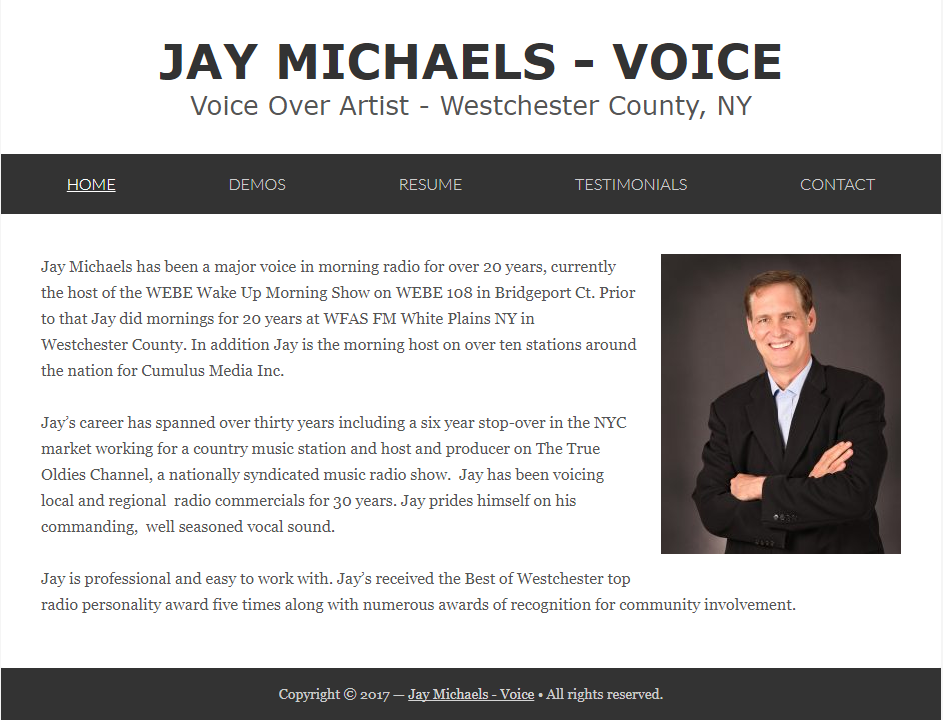 JAY MICHAELS - VOICE
Voice Over Artist - Westchester County, NY
HOME DEMOS RESUME TESTIMONIALS CONTACT
Jay Michaels has been a major voice in morning radio for over 20 years, currently
the host of the WEBE Wake Up Morning Show on WEBE 108 in Bridgeport Ct. Prior
to that Jay did mornings for 20 years at WFAS FM White Plains NY in
Westchester County. In addition Jay is the morning host on over ten stations around
the nation for Cumulus Media Inc.
Jay’s career has spanned over thirty years including a six year stop-over in the NYC
market working for a country music station and host and producer on The True
Oldies Channel, a nationally syndicated music radio show.  Jay has been voicing
local and regional  radio commercials for 30 years. Jay prides himself on his
commanding,  well seasoned vocal sound.
Jay is professional and easy to work with. Jay’s received the Best of Westchester top
radio personality award five times along with numerous awards of recognition for community involvement.
Copyright © 2017 — Jay Michaels - Voice • All rights reserved.